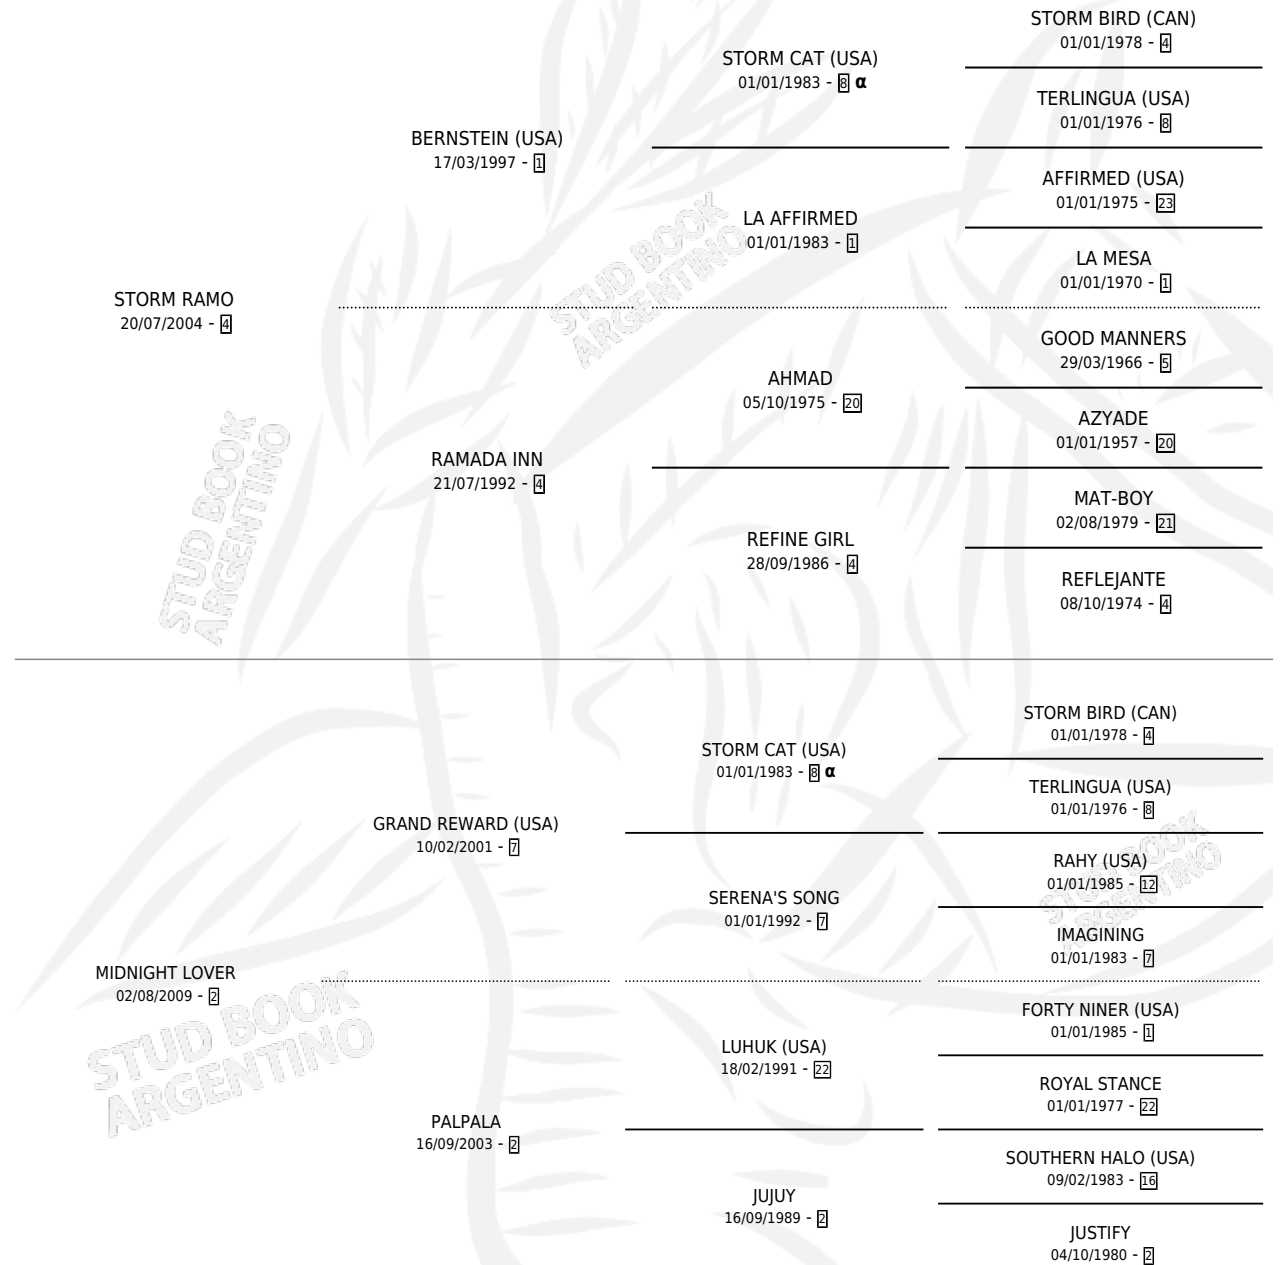 STORM BIRD (CAN)
01/01/1978 - 4
STORM CAT (USA)
01/01/1983 - 8 α
TERLINGUA (USA)
01/01/1976 - 8
BERNSTEIN (USA)
17/03/1997 - 1
AFFIRMED (USA)
01/01/1975 - 23
LA AFFIRMED
01/01/1983 - 1
LA MESA
01/01/1970 - 1
STORM RAMO
20/07/2004 - 4
GOOD MANNERS
29/03/1966 - 5
AHMAD
05/10/1975 - 20
AZYADE
01/01/1957 - 20
RAMADA INN
21/07/1992 - 4
MAT-BOY
02/08/1979 - 21
REFINE GIRL
28/09/1986 - 4
REFLEJANTE
08/10/1974 - 4
STUD BOOK
ARGENTINO
STUD BOOK
ARGENTINO
STORM BIRD (CAN)
01/01/1978 - 4
STORM CAT (USA)
01/01/1983 - 8 α
TERLINGUA (USA)
01/01/1976 - 8
GRAND REWARD (USA)
10/02/2001 - 7
RAHY (USA)
01/01/1985 - 12
SERENA'S SONG
01/01/1992 - 7
IMAGINING
01/01/1983 - 7
MIDNIGHT LOVER
02/08/2009 - 2
FORTY NINER (USA)
01/01/1985 - 1
LUHUK (USA)
18/02/1991 - 22
ROYAL STANCE
01/01/1977 - 22
PALPALA
16/09/2003 - 2
SOUTHERN HALO (USA)
09/02/1983 - 16
JUJUY
16/09/1989 - 2
JUSTIFY
04/10/1980 - 2
STUD BOOK
ARGENTINO
STUD BOOK
ARGENTINO